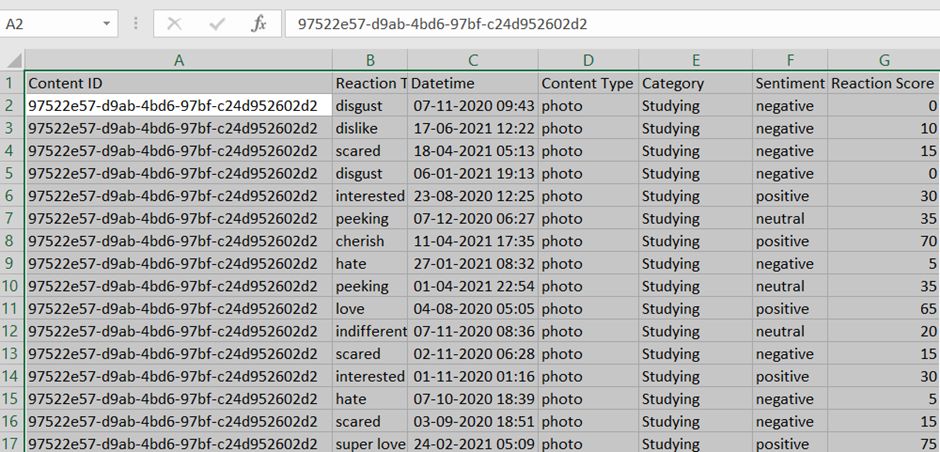 A2 fx 97522e57-d9ab-4bd6-97bf-c24d952602d2
A B C D E F G
1 Content ID Reaction T Datetime Content Type Category Sentiment Reaction Score
2 97522e57-d9ab-4bd6-97bf-c24d952602d2 disgust 07-11-2020 09:43 photo Studying negative 0
3 97522e57-d9ab-4bd6-97bf-c24d952602d2 dislike 17-06-2021 12:22 photo Studying negative 10
4 97522e57-d9ab-4bd6-97bf-c24d952602d2 scared 18-04-2021 05:13 photo Studying negative 15
5 97522e57-d9ab-4bd6-97bf-c24d952602d2 disgust 06-01-2021 19:13 photo Studying negative 0
6 97522e57-d9ab-4bd6-97bf-c24d952602d2 interested 23-08-2020 12:25 photo Studying positive 30
7 97522e57-d9ab-4bd6-97bf-c24d952602d2 peeking 07-12-2020 06:27 photo Studying neutral 35
8 97522e57-d9ab-4bd6-97bf-c24d952602d2 cherish 11-04-2021 17:35 photo Studying positive 70
9 97522e57-d9ab-4bd6-97bf-c24d952602d2 hate 27-01-2021 08:32 photo Studying negative 5
10 97522e57-d9ab-4bd6-97bf-c24d952602d2 peeking 01-04-2021 22:54 photo Studying neutral 35
11 97522e57-d9ab-4bd6-97bf-c24d952602d2 love 04-08-2020 05:05 photo Studying positive 65
12 97522e57-d9ab-4bd6-97bf-c24d952602d2 indifferent 07-11-2020 08:36 photo Studying neutral 20
13 97522e57-d9ab-4bd6-97bf-c24d952602d2 scared 02-11-2020 06:28 photo Studying negative 15
14 97522e57-d9ab-4bd6-97bf-c24d952602d2 interested 01-11-2020 01:16 photo Studying positive 30
15 97522e57-d9ab-4bd6-97bf-c24d952602d2 hate 07-10-2020 18:39 photo Studying negative 5
16 97522e57-d9ab-4bd6-97bf-c24d952602d2 scared 03-09-2020 18:51 photo Studying negative 15
17 97522e57-d9ab-4bd6-97bf-c24d952602d2 super love 24-02-2021 05:09 photo Studying positive 75